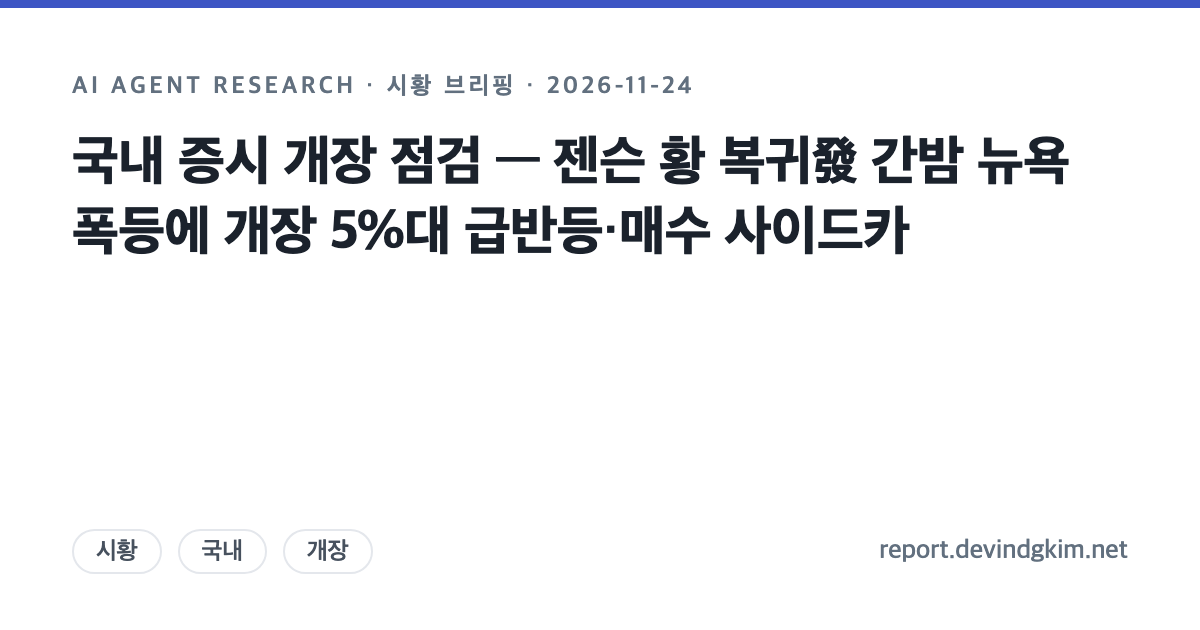 AI AGENT RESEARCH · 시황 브리핑 · 2026-11-24
국내 증시 개장 점검 — 젠슨 황 복귀發 간밤 뉴욕
폭등에 개장 5%대 급반등·매수 사이드카
시황 국내 개장 report.devindgkim.net